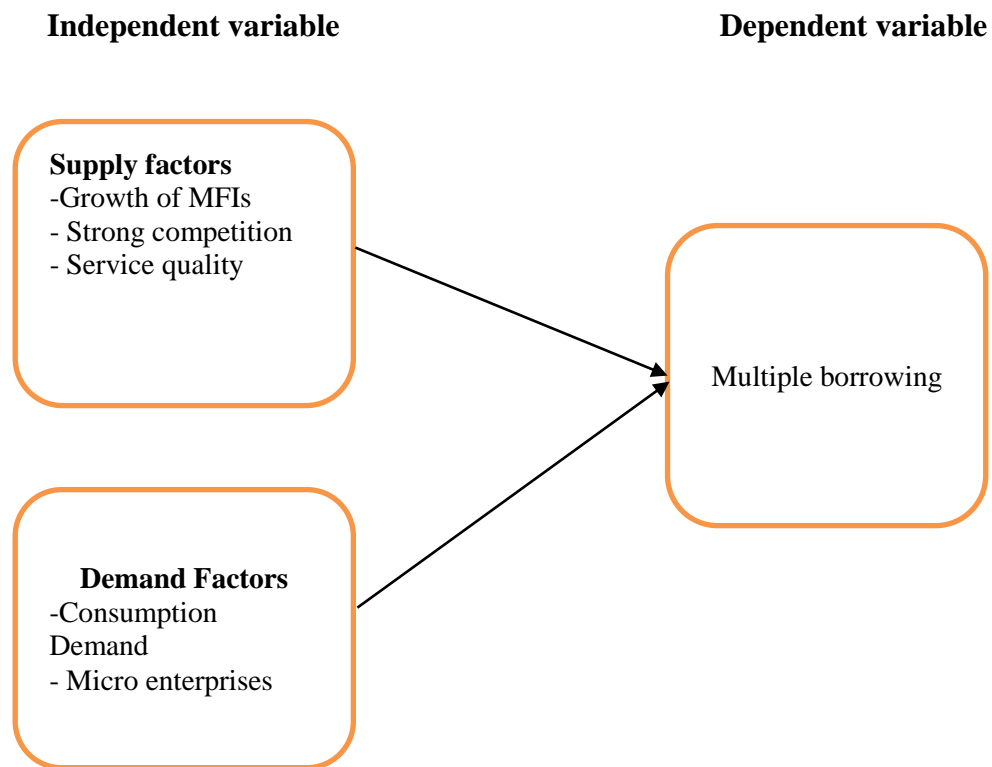 Independent variable
Dependent variable
Supply factors
-Growth of MFIs
- Strong competition
- Service quality
Multiple borrowing
Demand Factors
-Consumption
Demand
- Micro enterprises